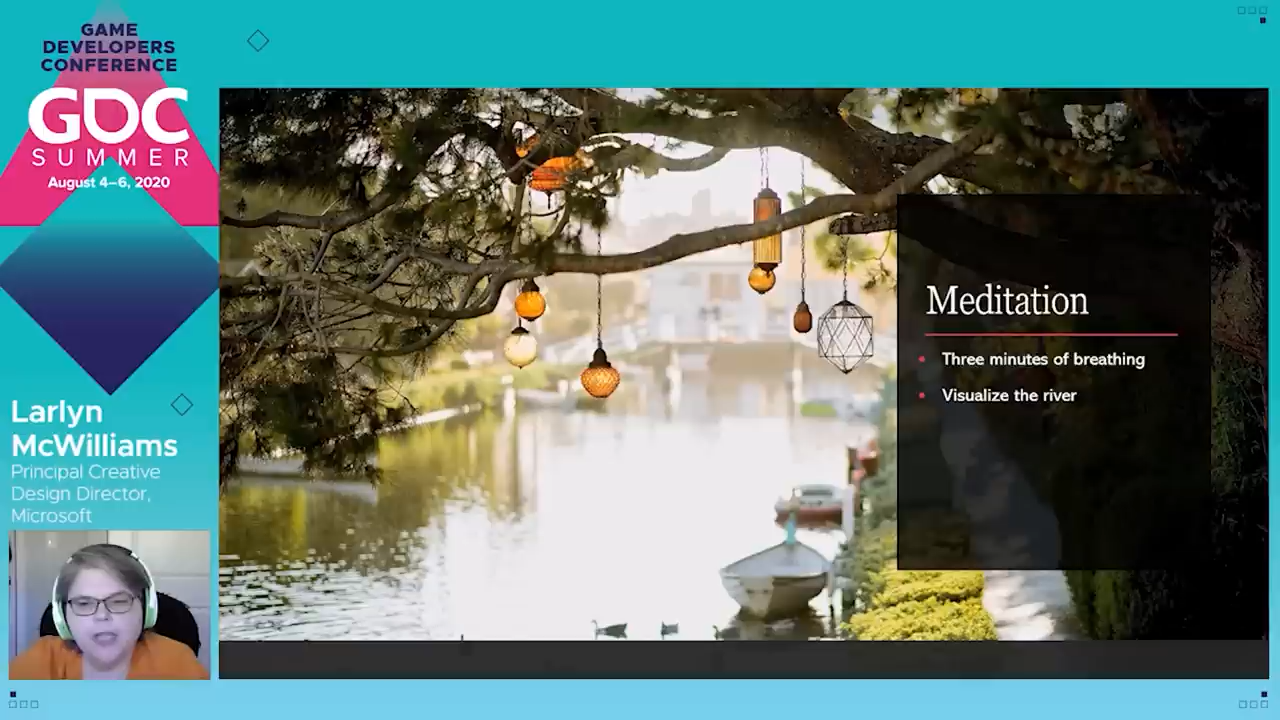 GAME
DEVELOPERS
CONFERENCE
GDC
SUMMER
August 4–6, 2020
Larlyn
McWilliams
Principal Creative
Design Director,
Microsoft
Meditation
Three minutes of breathing
Visualize the river